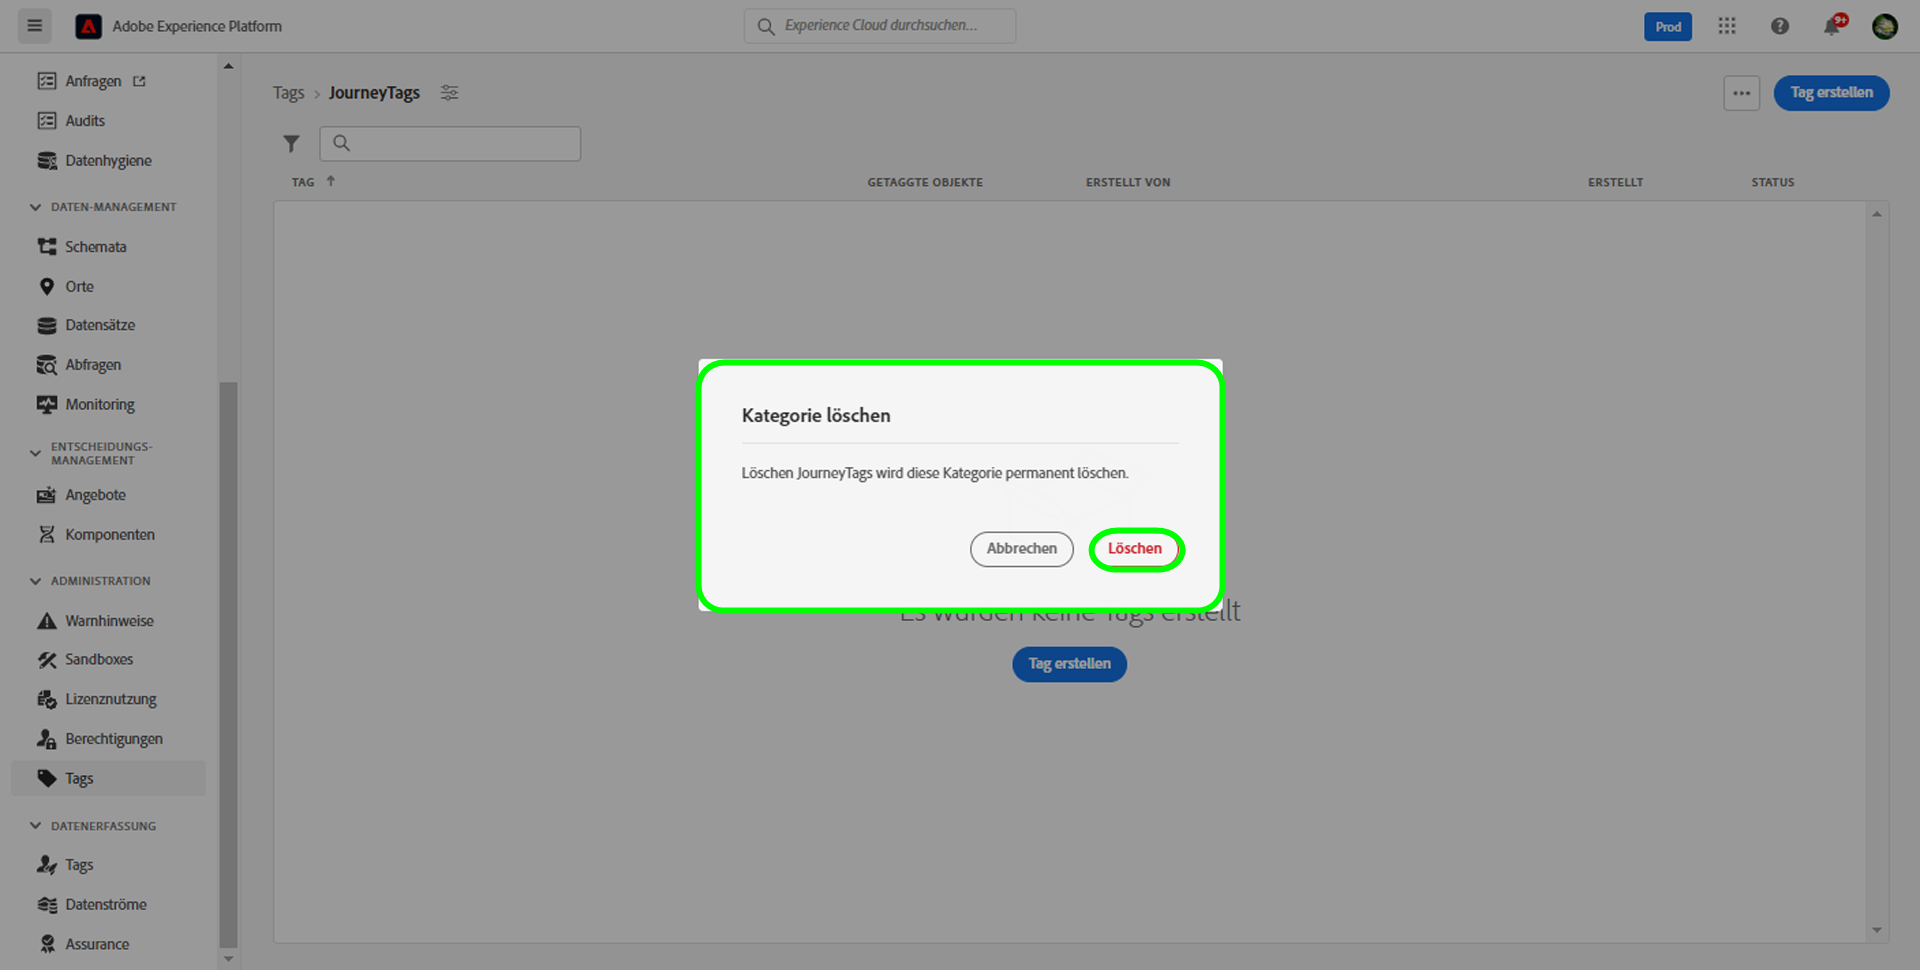 Adobe Experience Platform
Experience Cloud durchsuchen...
Prod
9+
Anfragen
Audits
Datenhygiene
DATEN-MANAGEMENT
Schemata
Orte
Datensätze
Abfragen
Monitoring
ENTSCHEIDUNGS-
MANAGEMENT
Angebote
Komponenten
ADMINISTRATION
Warnhinweise
Sandboxes
Lizenznutzung
Berechtigungen
Tags
DATENERFASSUNG
Tags
Datenströme
Assurance
Tags > JourneyTags
Tag erstellen
TAG GETAGGTE OBJEKTE ERSTELLT VON ERSTELLT STATUS
Kategorie löschen
Löschen JourneyTags wird diese Kategorie permanent löschen.
Abbrechen Löschen
Es wurden keine Tags erstellt
Tag erstellen